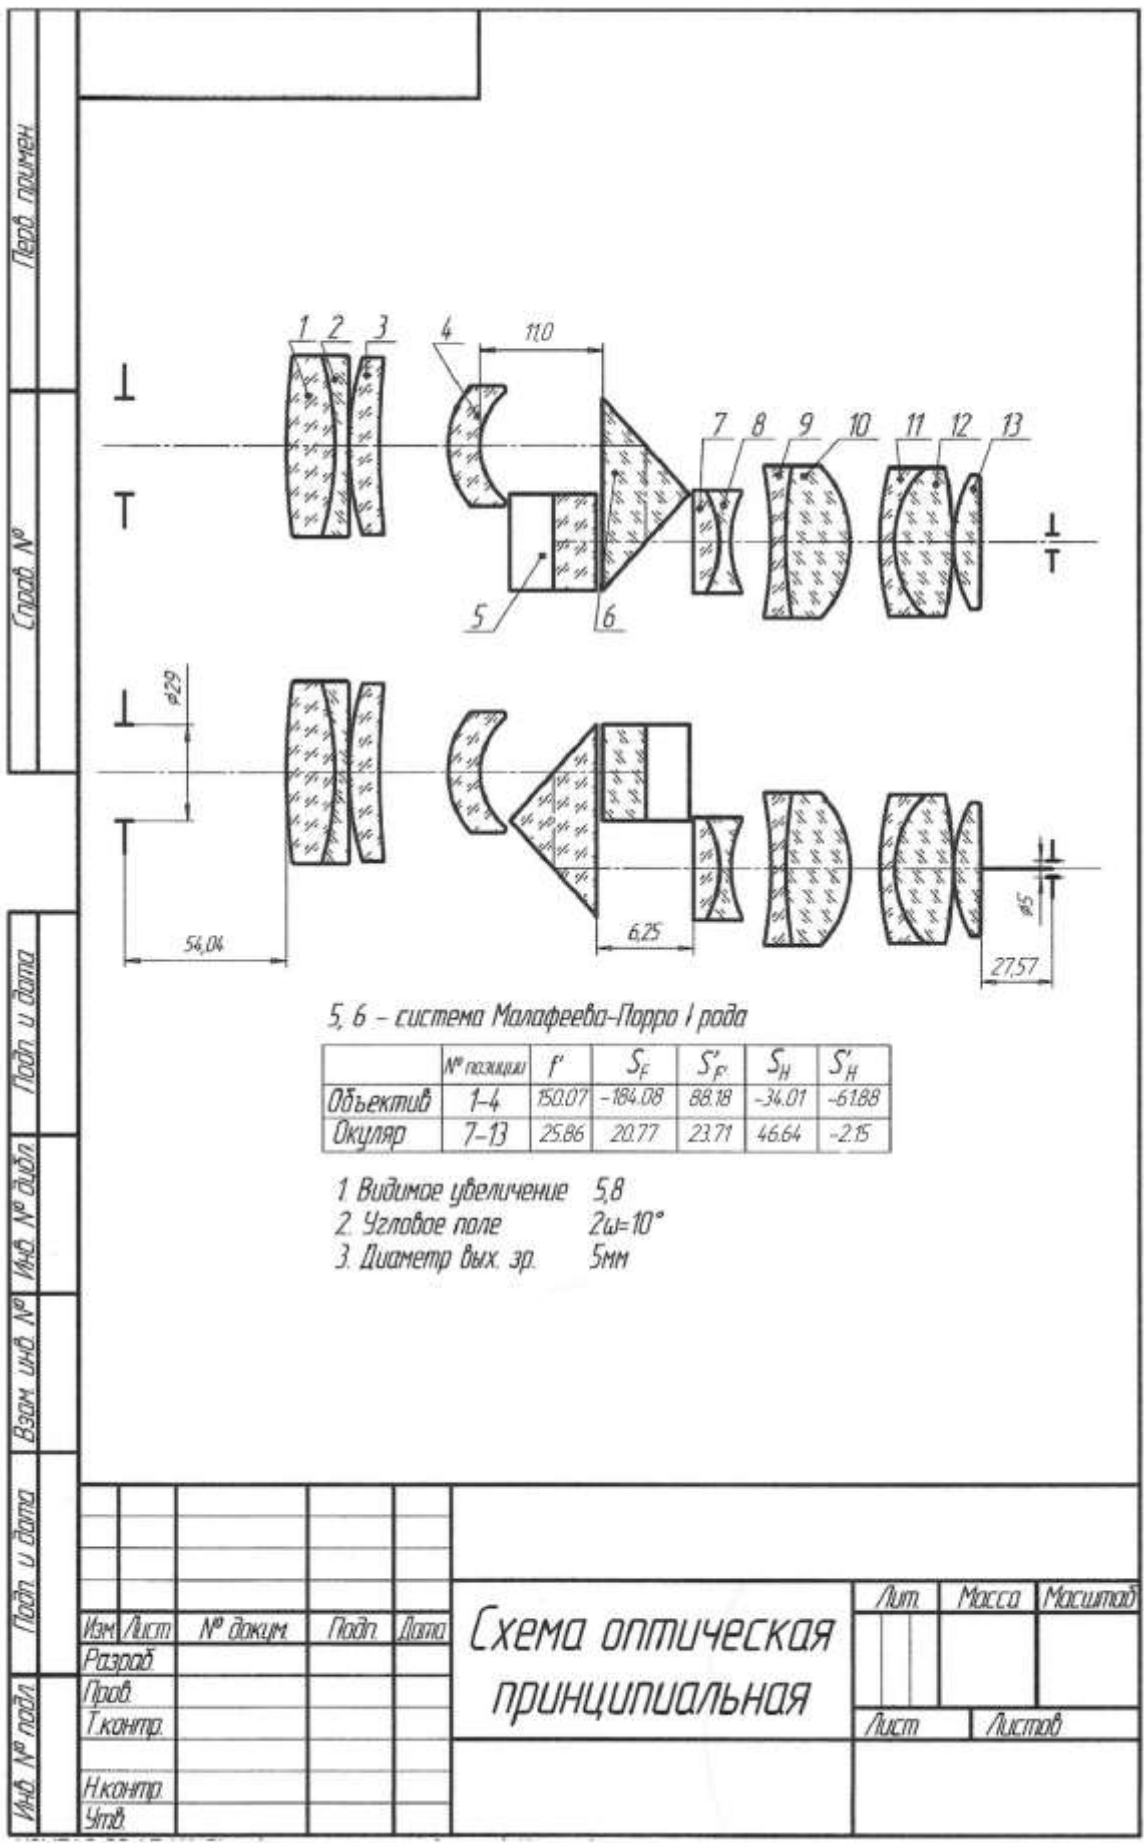 Перв. примен.
Справ. №
Подп. и дата
Инв. № дубл.
Взам. инв. №
Подп. и дата
Инв. № подл.
1 2 3 4 11,0
7 8 9 10 11 12 13
5 6
⌀29
54,04
6,25
⌀5
27,57
5, 6 – система Малафеева-Порро I рода
№ позиции f' S_F S'_F' S_H S'_H
Объектив 1-4 150.07 -184.08 88.18 -34.01 -61.88
Окуляр 7-13 25.86 20.77 23.71 46.64 -2.15
1 Видимое увеличение 5,8
2. Угловое поле 2ω=10°
3. Диаметр вых. зр. 5мм
Изм Лист № докум. Подп. Дата
Разраб.
Пров.
Т.контр.
Н.контр.
Утв.
Схема оптическая
принципиальная
Лит. Масса Масштаб
Лист Листов